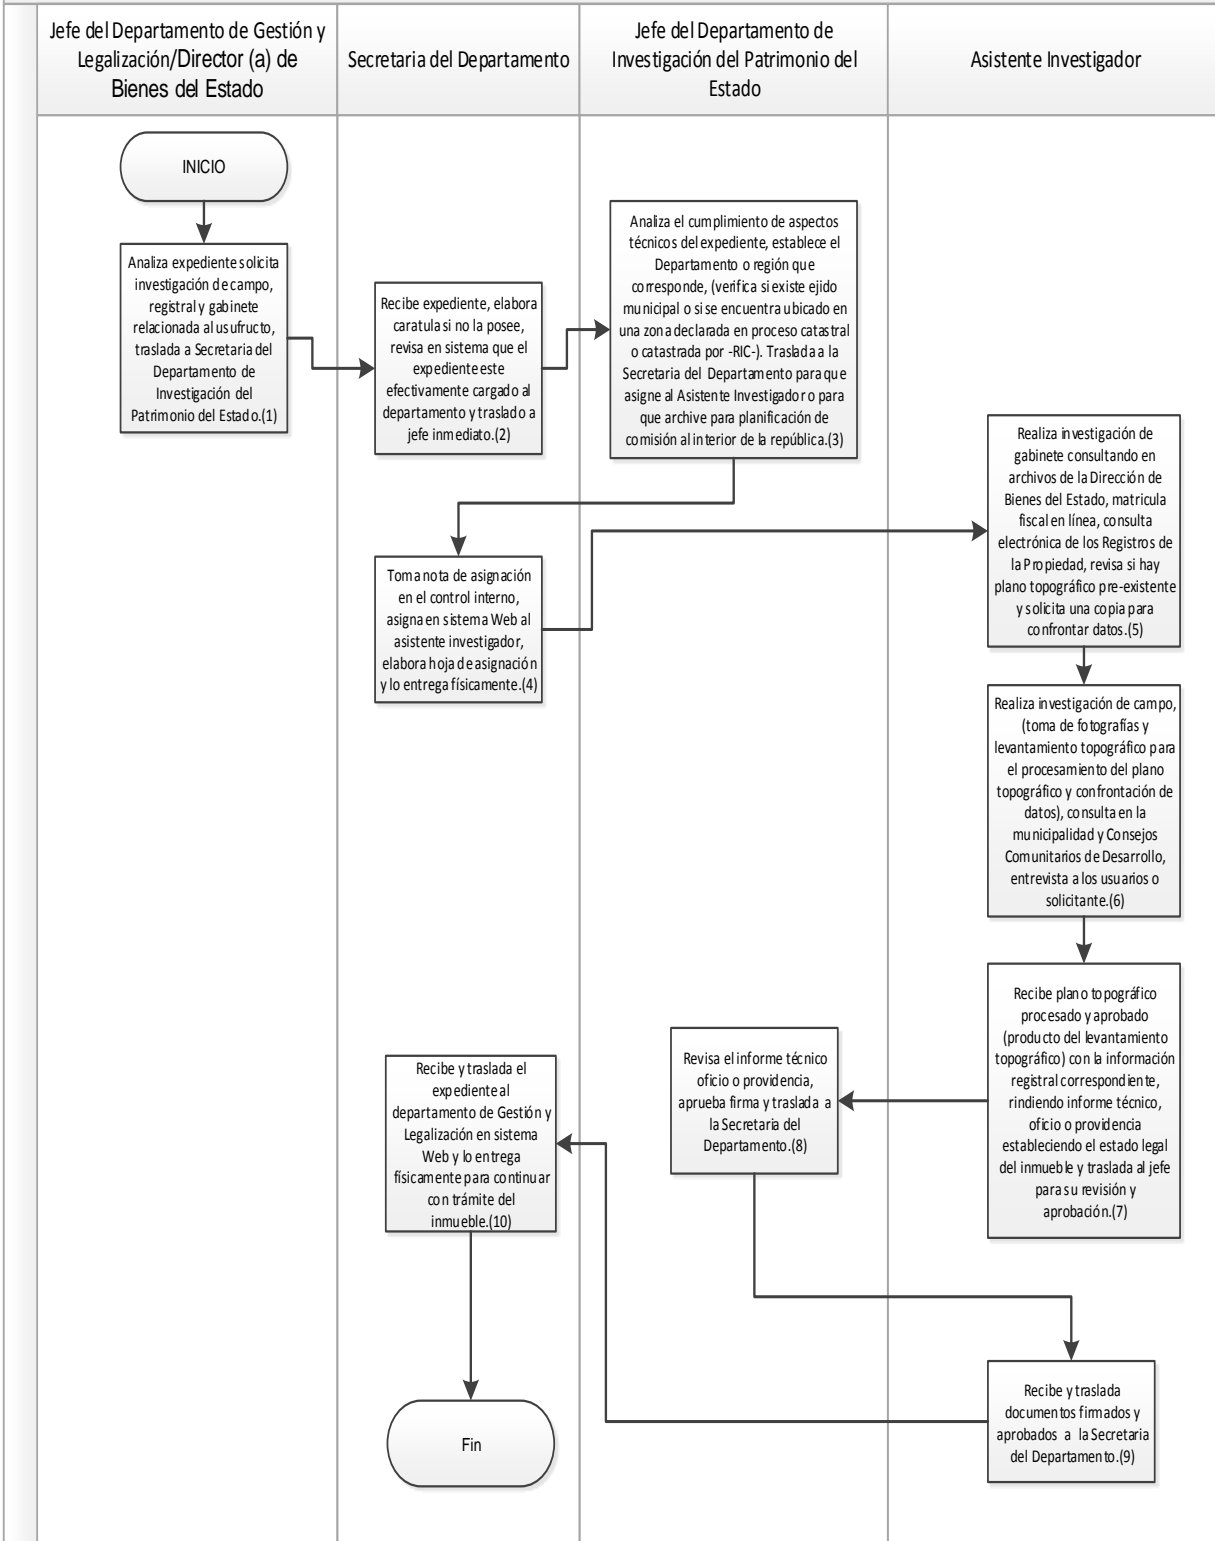 Jefe del Departamento de Gestión y
Legalización/Director (a) de
Bienes del Estado
Secretaria del Departamento
Jefe del Departamento de
Investigación del Patrimonio del
Estado
Asistente Investigador
INICIO
Analiza expediente solicita
investigación de campo,
registral y gabinete
relacionada al usufructo,
traslada a Secretaria del
Departamento de
Investigación del
Patrimonio del Estado.(1)
Recibe expediente, elabora
caratula si no la posee,
revisa en sistema que el
expediente este
efectivamente cargado al
departamento y traslado a
jefe inmediato.(2)
Analiza el cumplimiento de aspectos
técnicos del expediente, establece el
Departamento o región que
corresponde, (verifica si existe ejido
municipal o si se encuentra ubicado en
una zona declarada en proceso catastral
o catastrada por -RIC-). Traslada a la
Secretaria del Departamento para que
asigne al Asistente Investigador o para
que archive para planificación de
comisión al interior de la república.(3)
Toma nota de asignación
en el control interno,
asigna en sistema Web al
asistente investigador,
elabora hoja de asignación
y lo entrega físicamente.(4)
Realiza investigación de
gabinete consultando en
archivos de la Dirección de
Bienes del Estado, matricula
fiscal en línea, consulta
electrónica de los Registros de
la Propiedad, revisa si hay
plano topográfico pre-existente
y solicita una copia para
confrontar datos.(5)
Realiza investigación de campo,
(toma de fotografías y
levantamiento topográfico para
el procesamiento del plano
topográfico y confrontación de
datos), consulta en la
municipalidad y Consejos
Comunitarios de Desarrollo,
entrevista a los usuarios o
solicitante.(6)
Recibe plano topográfico
procesado y aprobado
(producto del levantamiento
topográfico) con la información
registral correspondiente,
rindiendo informe técnico,
oficio o providencia
estableciendo el estado legal
del inmueble y traslada al jefe
para su revisión y
aprobación.(7)
Revisa el informe técnico
oficio o providencia,
aprueba firma y traslada a
la Secretaria del
Departamento.(8)
Recibe y traslada
documentos firmados y
aprobados a la Secretaria
del Departamento.(9)
Recibe y traslada el
expediente al
departamento de Gestión y
Legalización en sistema
Web y lo entrega
físicamente para continuar
con trámite del
inmueble.(10)
Fin